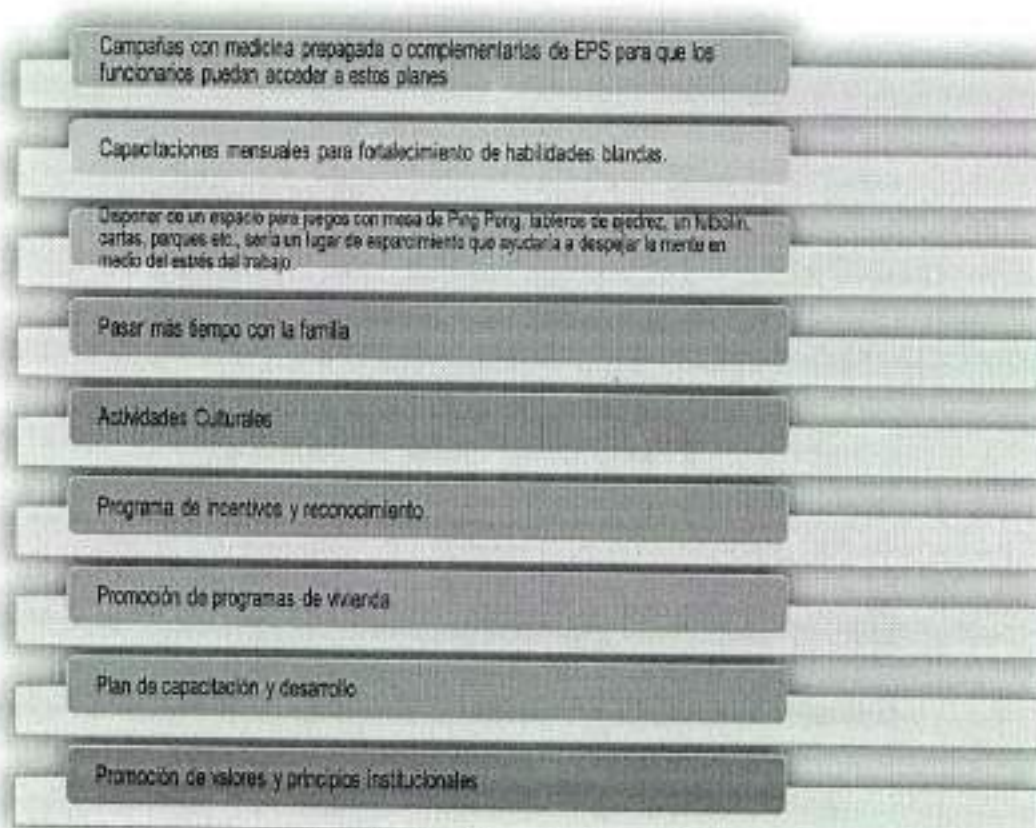 Campañas con medicina prepagada o complementarias de EPS para que los
funcionarios puedan acceder a estos planes
Capacitaciones mensuales para fortalecimiento de habilidades blandas.
Disponer de un espacio para juegos con mesa de Ping Pong, tableros de ajedrez, un futbolín,
cartas, parques etc., sería un lugar de esparcimiento que ayudaría a despejar la mente en
medio del estrés del trabajo.
Pasar más tiempo con la familia
Actividades Culturales
Programa de incentivos y reconocimiento
Promoción de programas de vivienda
Plan de capacitación y desarrollo
Promoción de valores y principios institucionales